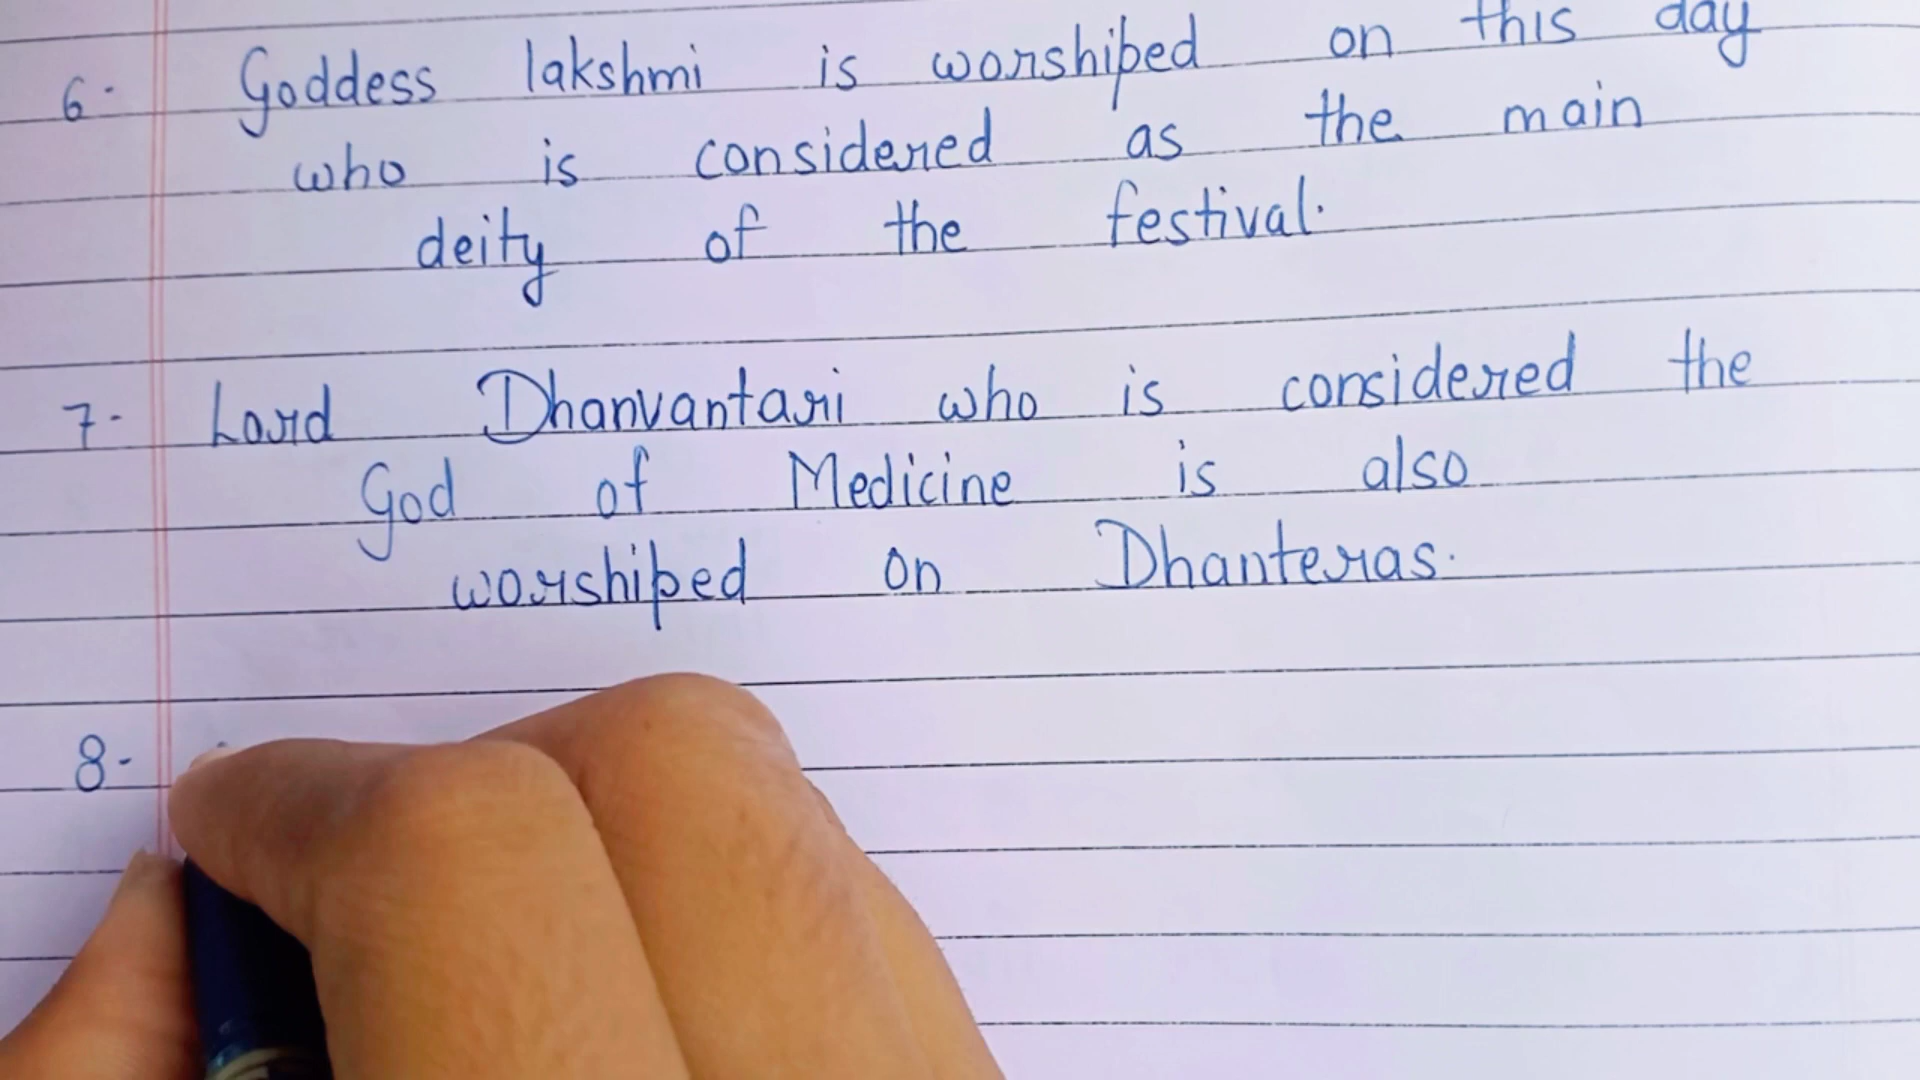 6. Goddess lakshmi is worshiped on this day
who is considered as the main
deity of the festival.
7- Lord Dhanvantari who is considered the
God of Medicine is also
worshiped on Dhanteras.
8-